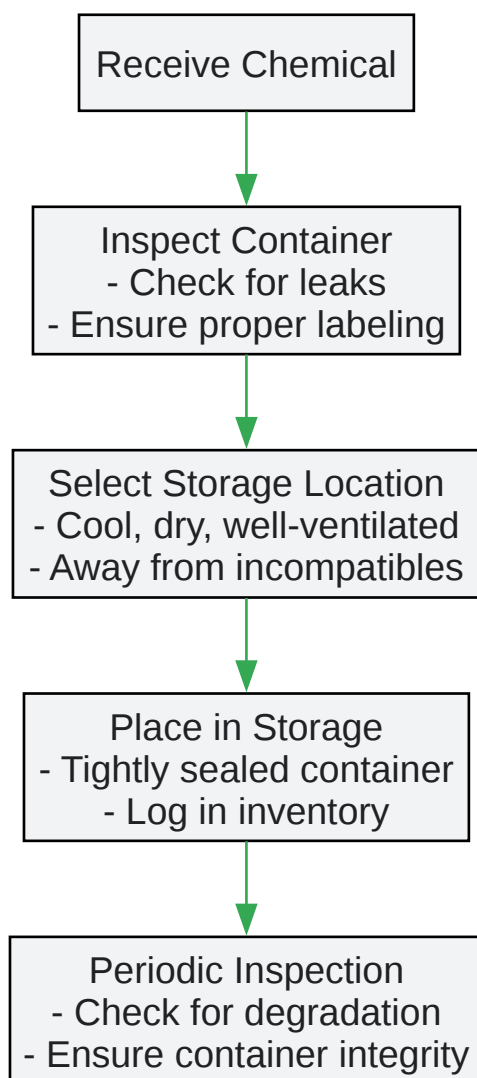 Receive Chemical
Inspect Container
- Check for leaks
- Ensure proper labeling
Select Storage Location
- Cool, dry, well-ventilated
- Away from incompatibles
Place in Storage
- Tightly sealed container
- Log in inventory
Periodic Inspection
- Check for degradation
- Ensure container integrity